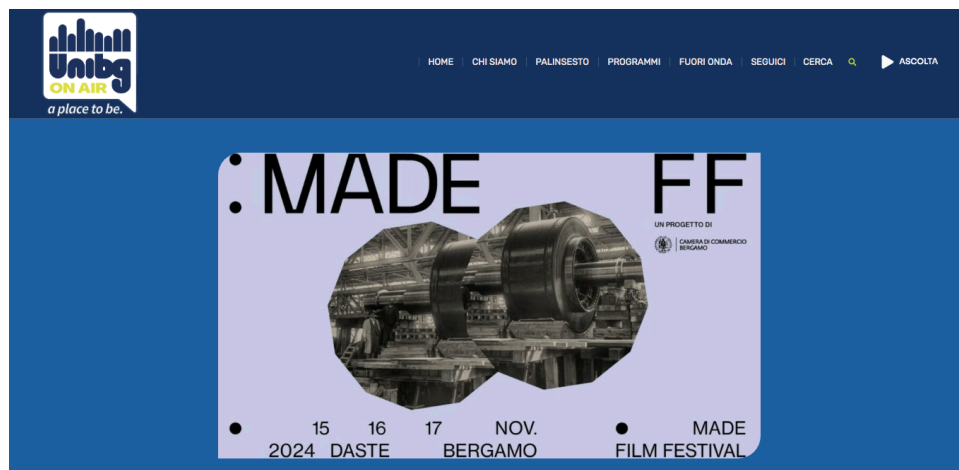 Unibg
ON AIR
a place to be.
HOME
CHI SIAMO
PALINSESTO
PROGRAMMI
FUORI ONDA
SEGUICI
CERCA
ASCOLTA
: MADE FF
UN PROGETTO DI
CAMERA DI COMMERCIO
BERGAMO
15 16 17 NOV.
2024 DASTE BERGAMO
MADE
FILM FESTIVAL